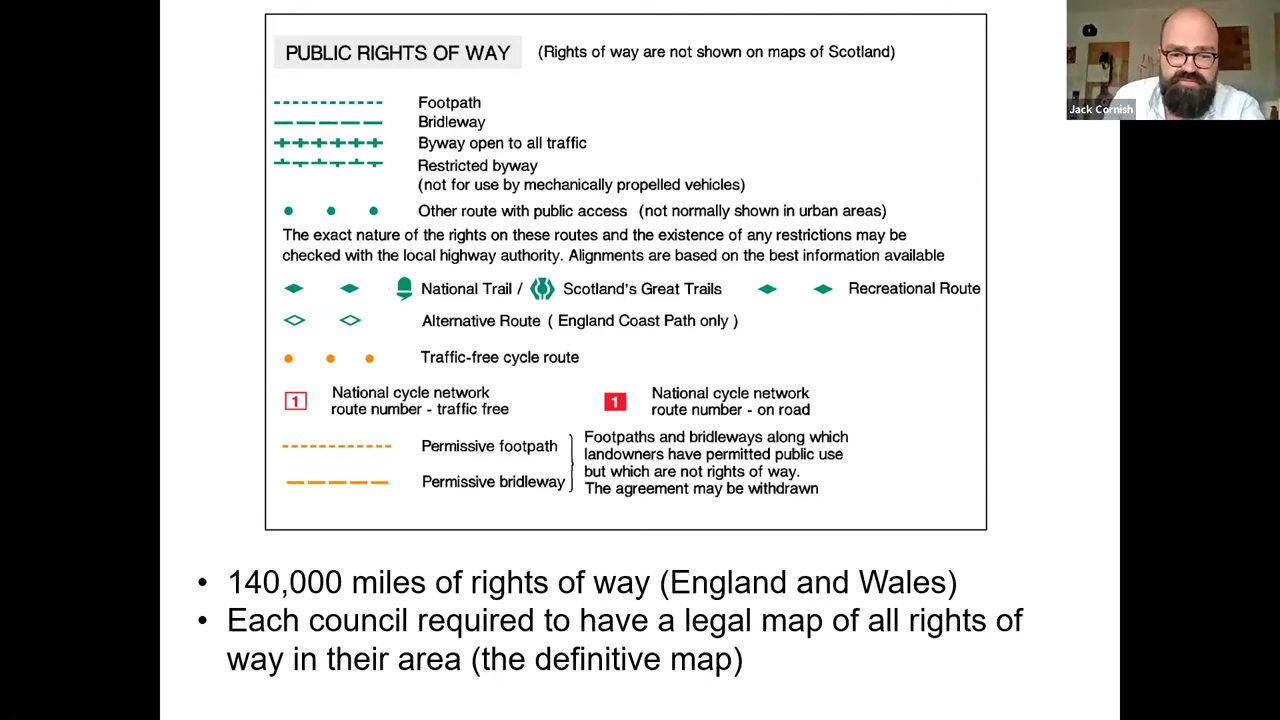 PUBLIC RIGHTS OF WAY (Rights of way are not shown on maps of Scotland)
Jack Cornish
Footpath
Bridleway
Byway open to all traffic
Restricted byway
(not for use by mechanically propelled vehicles)
Other route with public access (not normally shown in urban areas)
The exact nature of the rights on these routes and the existence of any restrictions may be
checked with the local highway authority. Alignments are based on the best information available
National Trail / Scotland's Great Trails Recreational Route
Alternative Route ( England Coast Path only )
Traffic-free cycle route
1 National cycle network
route number - traffic free
1 National cycle network
route number - on road
Permissive footpath
Permissive bridleway
Footpaths and bridleways along which
landowners have permitted public use
but which are not rights of way.
The agreement may be withdrawn
• 140,000 miles of rights of way (England and Wales)
• Each council required to have a legal map of all rights of
way in their area (the definitive map)